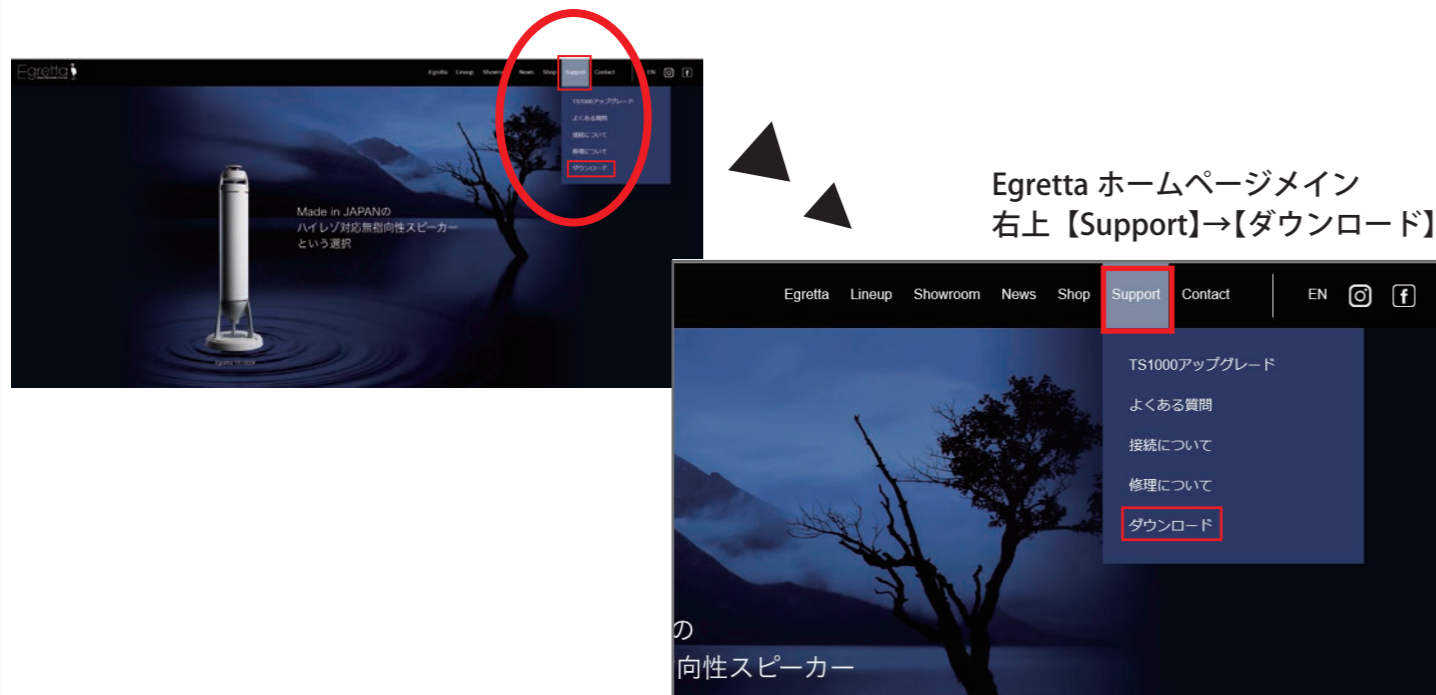 Egretta
Egretta Lineup Showroom News Shop Support Contact EN
TS1000アップグレード
よくある質問
接続について
修理について
ダウンロード
Made in JAPANの
ハイレゾ対応無指向性スピーカー
という選択
Egretta TS1000F
Egretta ホームページメイン
右上【Support】→【ダウンロード】
Egretta Lineup Showroom News Shop Support Contact EN
TS1000アップグレード
よくある質問
接続について
修理について
ダウンロード
の
向性スピーカー